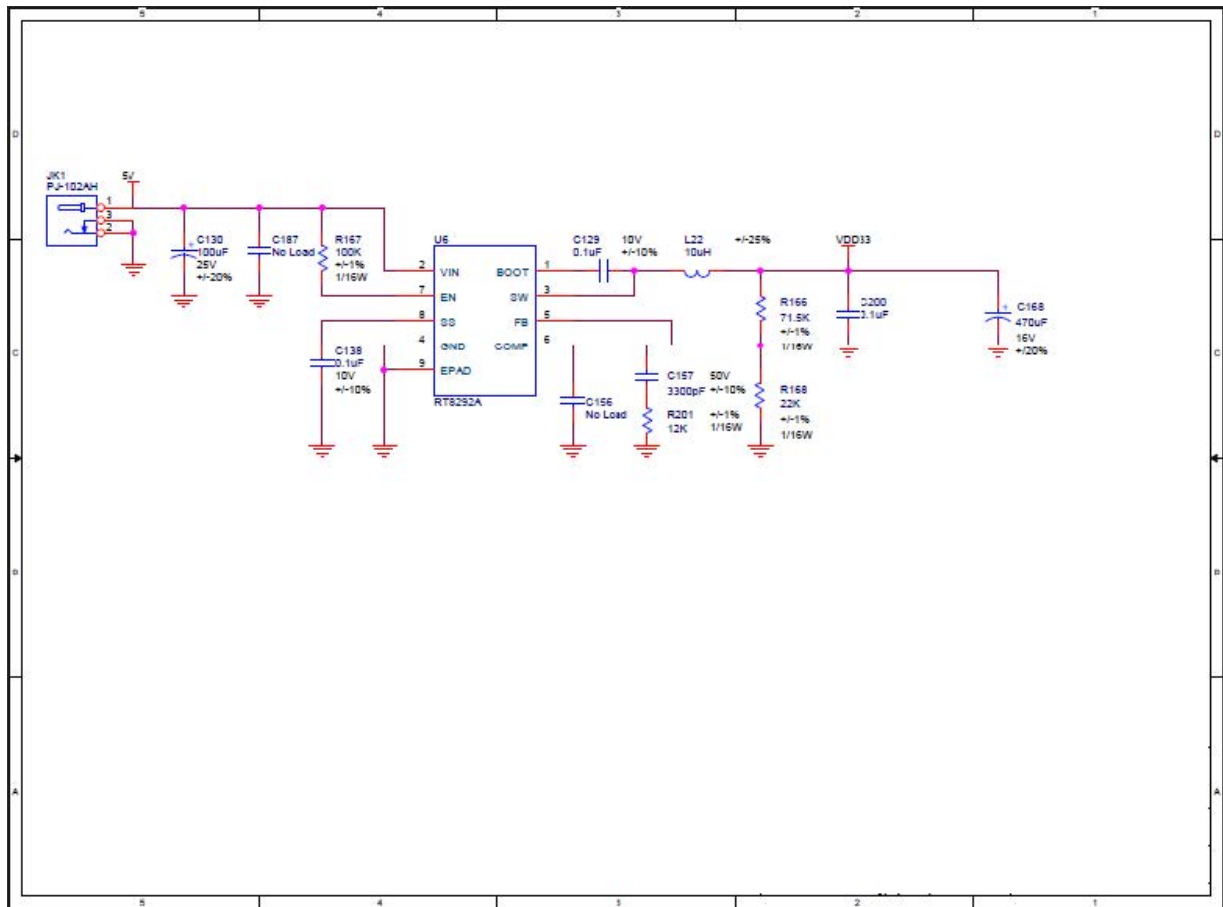 5
4
3
2
1
D
D
JK1
PJ-102AH
5V
1
3
2
C130
100uF
25V
+/-20%
C187
No Load
R167
100K
+/-1%
1/16W
U6
2
VIN
BOOT
1
7
EN
SW
3
8
SS
FB
5
4
GND
COMP
6
9
EPAD
RT8292A
C129
0.1uF
10V
+/-10%
L22
10uH
+/-25%
VDD33
R166
71.5K
+/-1%
1/16W
0.1uF
C168
470uF
16V
+/20%
C
C
C138
0.1uF
10V
+/-10%
C156
No Load
C157
3300pF
50V
+/-10%
R201
12K
+/-1%
1/16W
R168
22K
+/-1%
1/16W
B
B
A
A
5
4
3
2
1